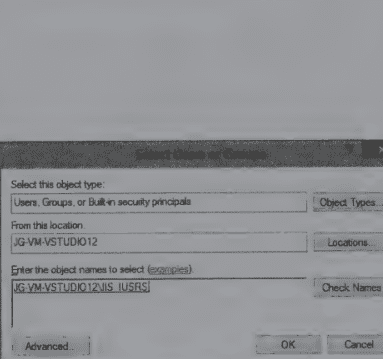 Select this object type:
Users, Groups, or Built-in security principals
Object Types...
From this location:
JG-VM-VSTUDIO12
Locations...
Enter the object names to select (examples):
JG-VM-VSTUDIO12\IIS_IUSRS
Check Names
Advanced...
OK
Cancel